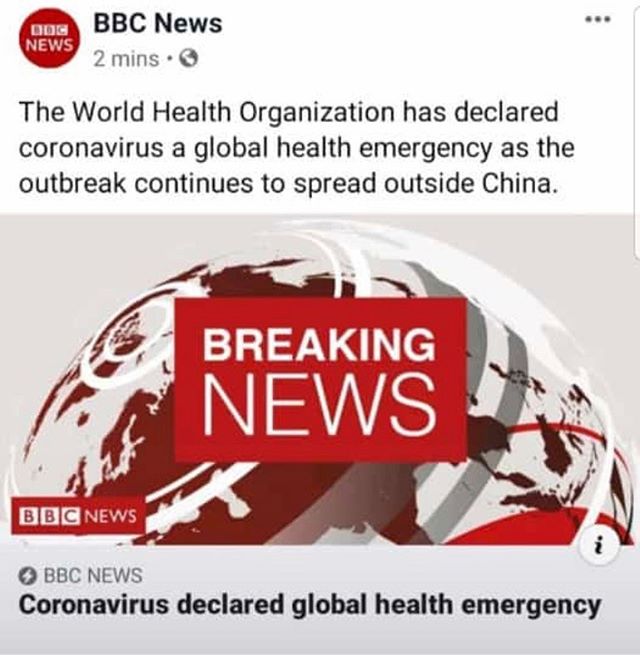 BBC NEWS
BBC News
2 mins •
The World Health Organization has declared
coronavirus a global health emergency as the
outbreak continues to spread outside China.
BREAKING
NEWS
BBC NEWS
i
BBC NEWS
Coronavirus declared global health emergency